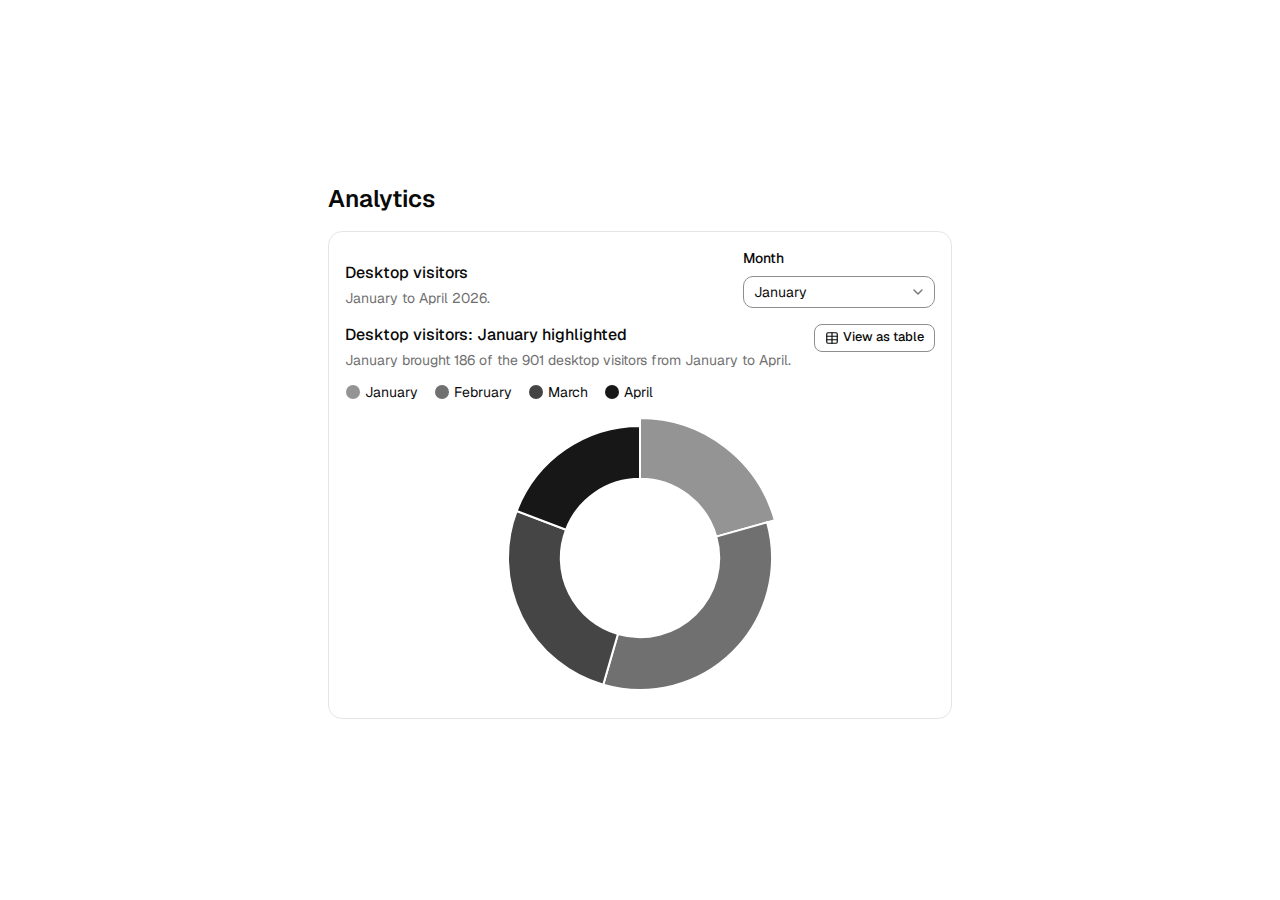 Analytics
Desktop visitors
January to April 2026.
Month
January
Desktop visitors: January highlighted
January brought 186 of the 901 desktop visitors from January to April.
View as table
January
February
March
April